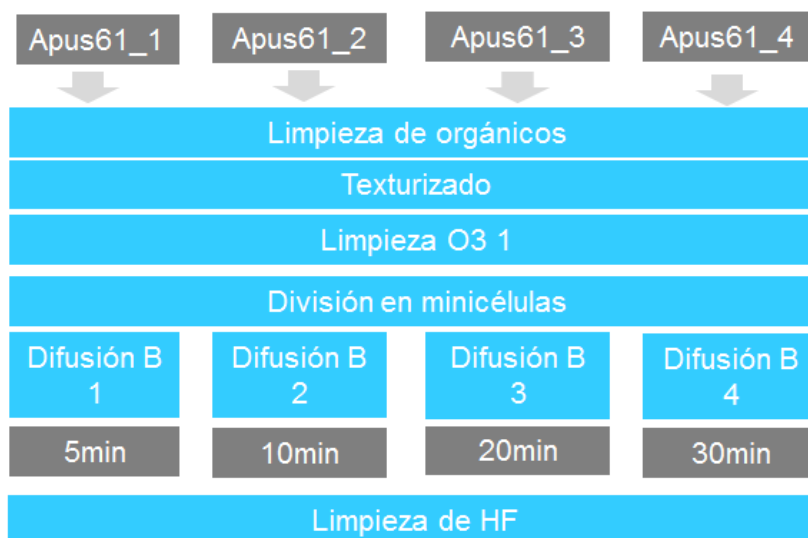 Apus61_1
Apus61_2
Apus61_3
Apus61_4
Limpieza de orgánicos
Texturizado
Limpieza O3 1
División en minicélulas
Difusión B
1
Difusión B
2
Difusión B
3
Difusión B
4
5min
10min
20min
30min
Limpieza de HF